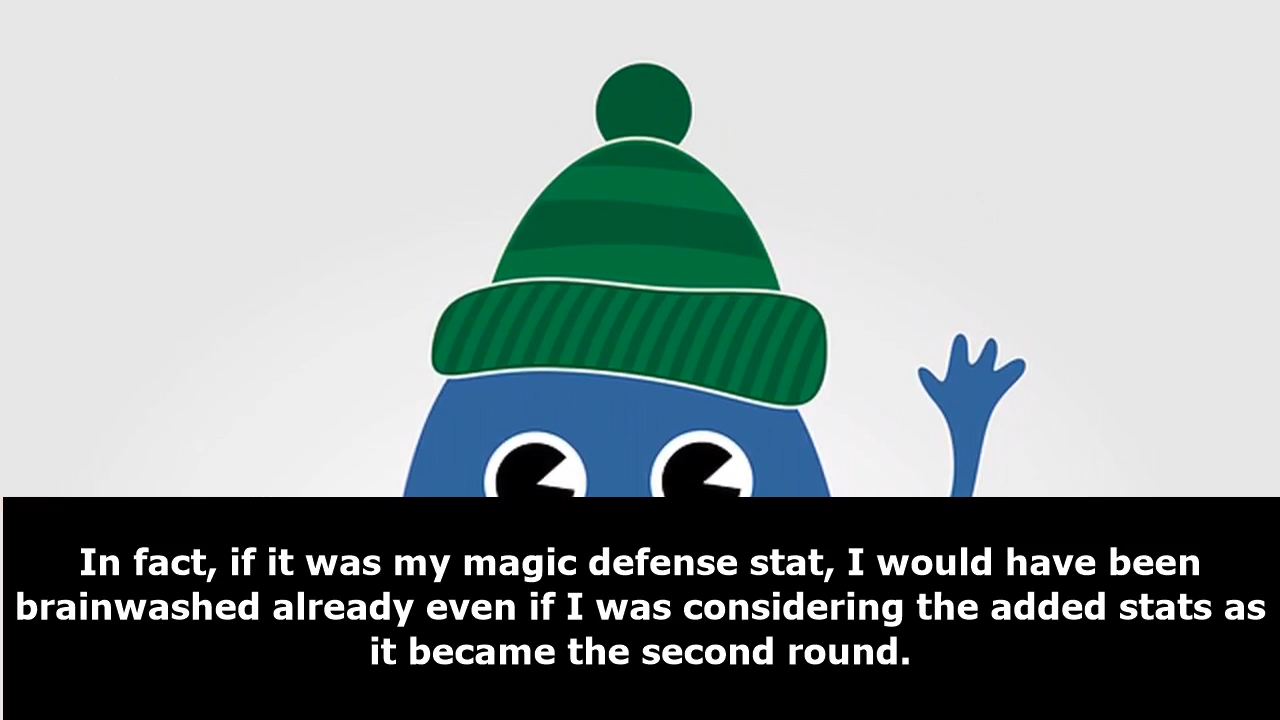 In fact, if it was my magic defense stat, I would have been
brainwashed already even if I was considering the added stats as
it became the second round.